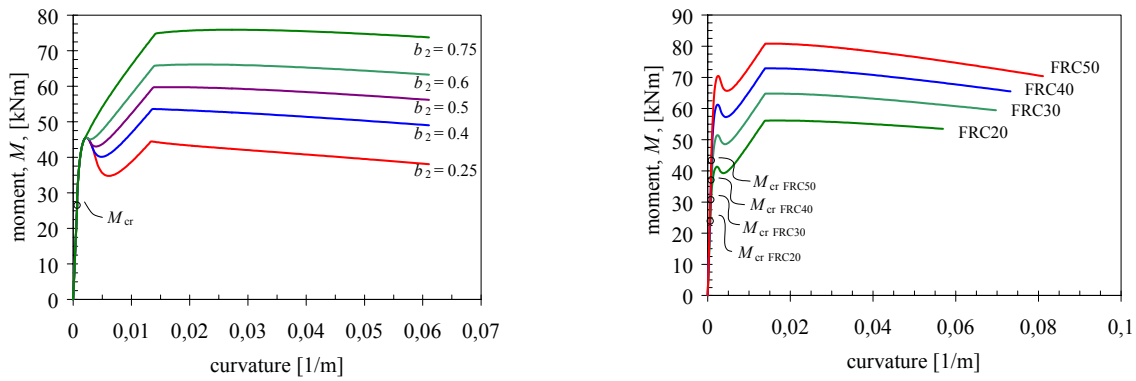 moment, M, [kNm]
80
70
60
50
40
30
20
10
0
b2 = 0.75
b2 = 0.6
b2 = 0.5
b2 = 0.4
b2 = 0.25
Mcr
0 0,01 0,02 0,03 0,04 0,05 0,06 0,07
curvature [1/m]
moment, M, [kNm]
90
80
70
60
50
40
30
20
10
0
FRC50
FRC40
FRC30
FRC20
Mcr FRC50
Mcr FRC40
Mcr FRC30
Mcr FRC20
0 0,02 0,04 0,06 0,08 0,1
curvature [1/m]